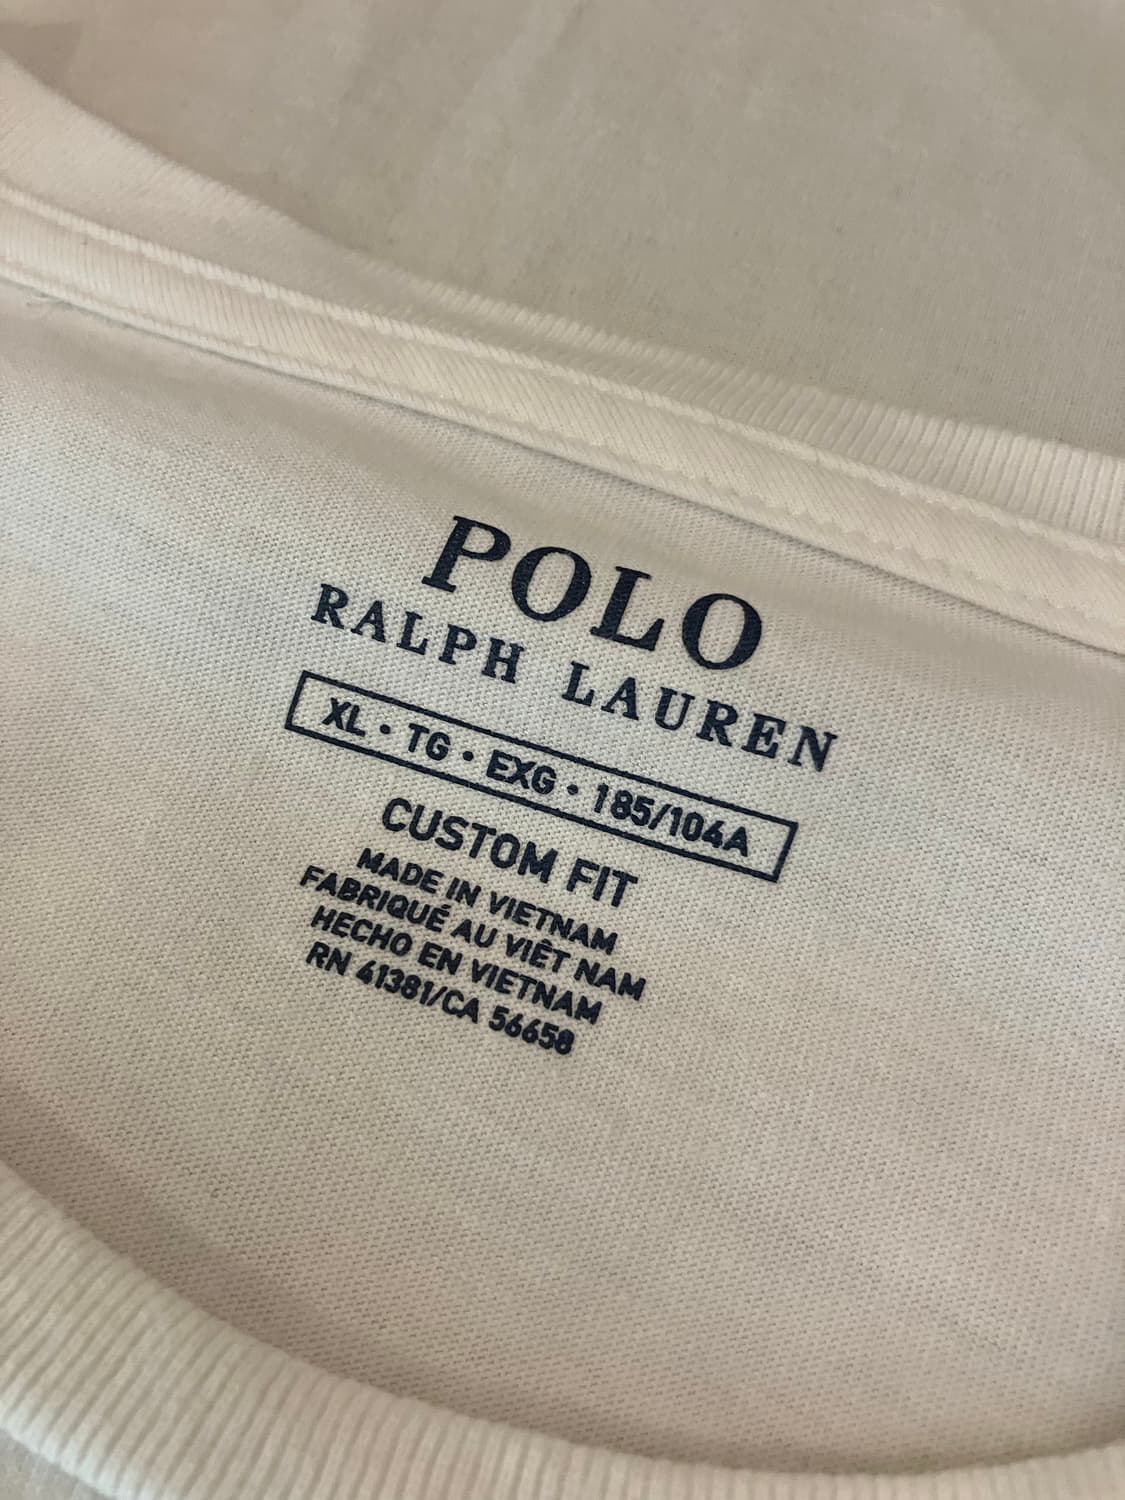 POLO
RALPH LAUREN
XL • TG • EXG • 185/104A
CUSTOM FIT
MADE IN VIETNAM
FABRIQUÉ AU VIÊT NAM
HECHO EN VIETNAM
RN 41381/CA 56658